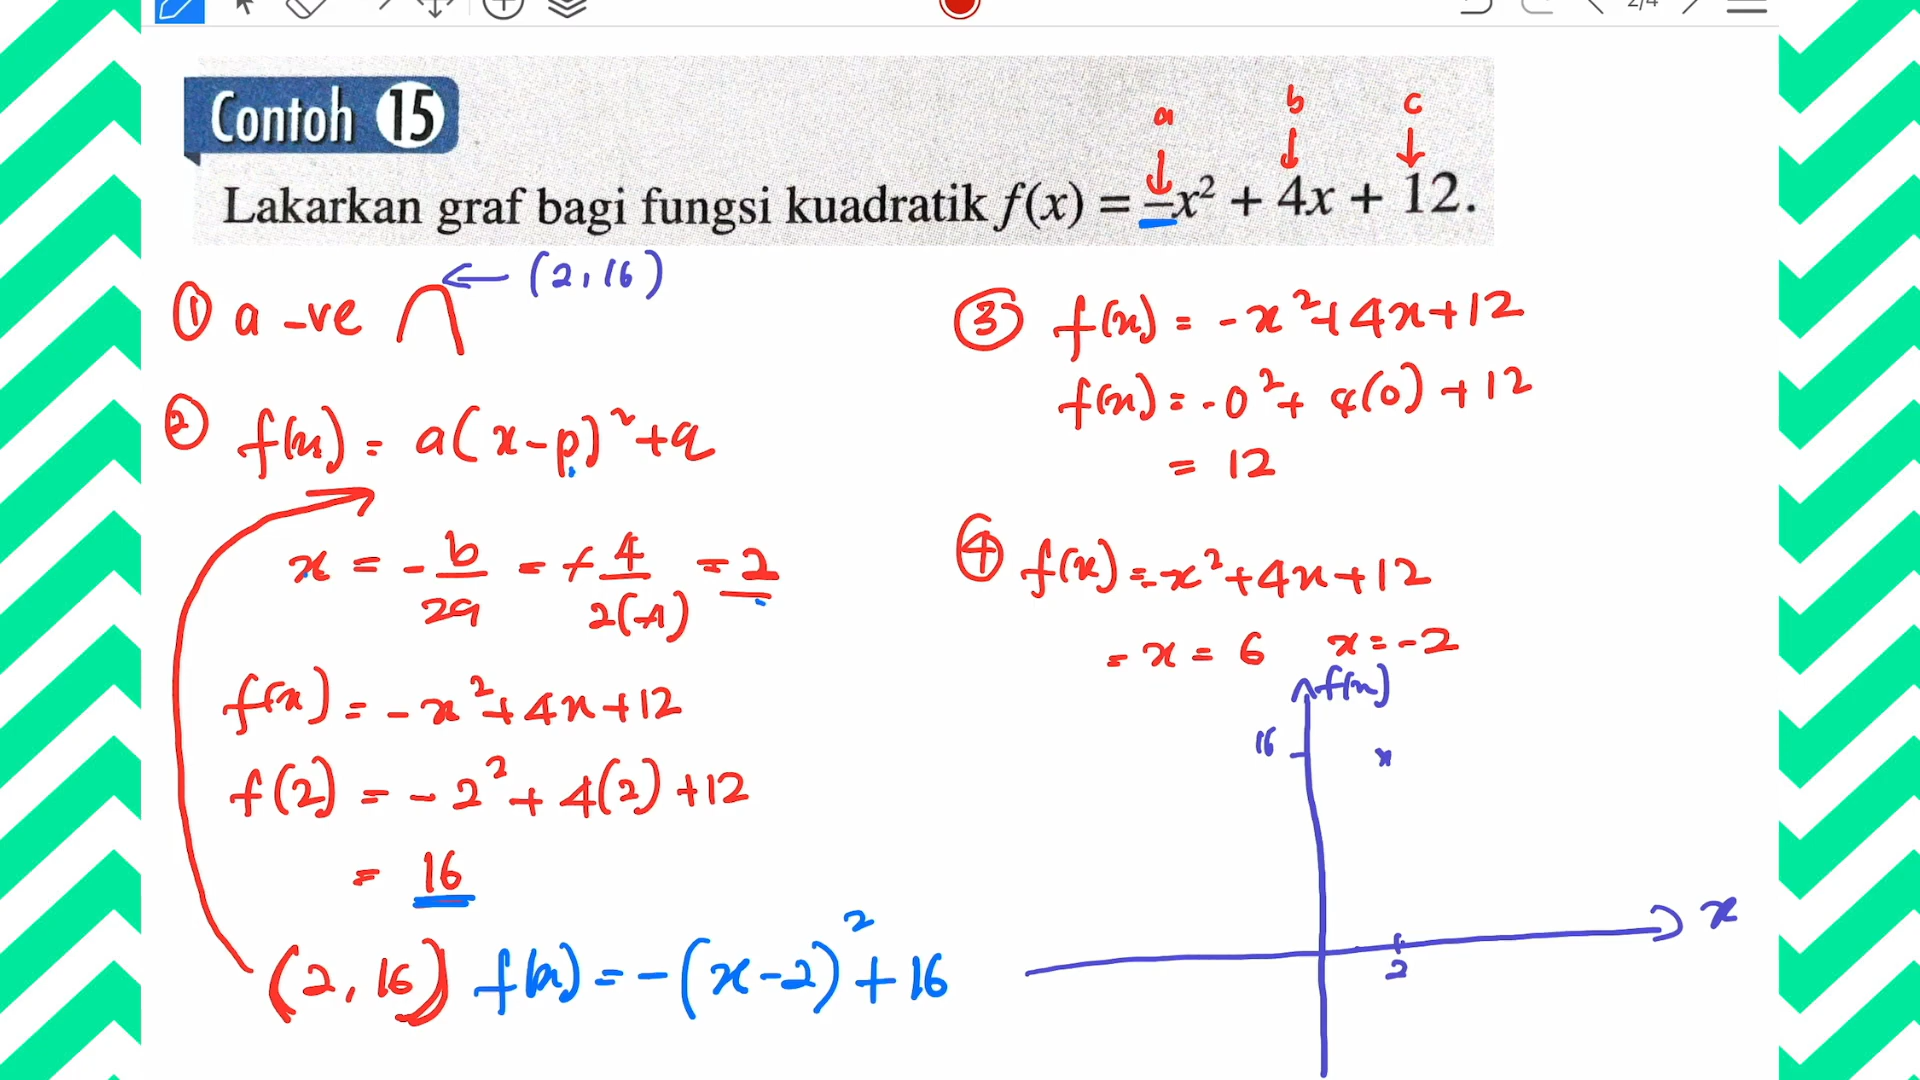 Contoh 15
a b c
Lakarkan graf bagi fungsi kuadratik f(x) = –x² + 4x + 12.
← (2, 16)
① a -ve
② f(x) = a(x-p)²+q
x = -b/2a = -4/2(-1) = 2
f(x) = -x²+4x+12
f(2) = -2²+4(2)+12
= 16
(2, 16) f(x) = -(x-2)²+16
③ f(x) = -x²+4x+12
f(x) = -0²+4(0)+12
= 12
④ f(x) = -x²+4x+12
= x = 6 x = -2
f(x)
16 x
x
2